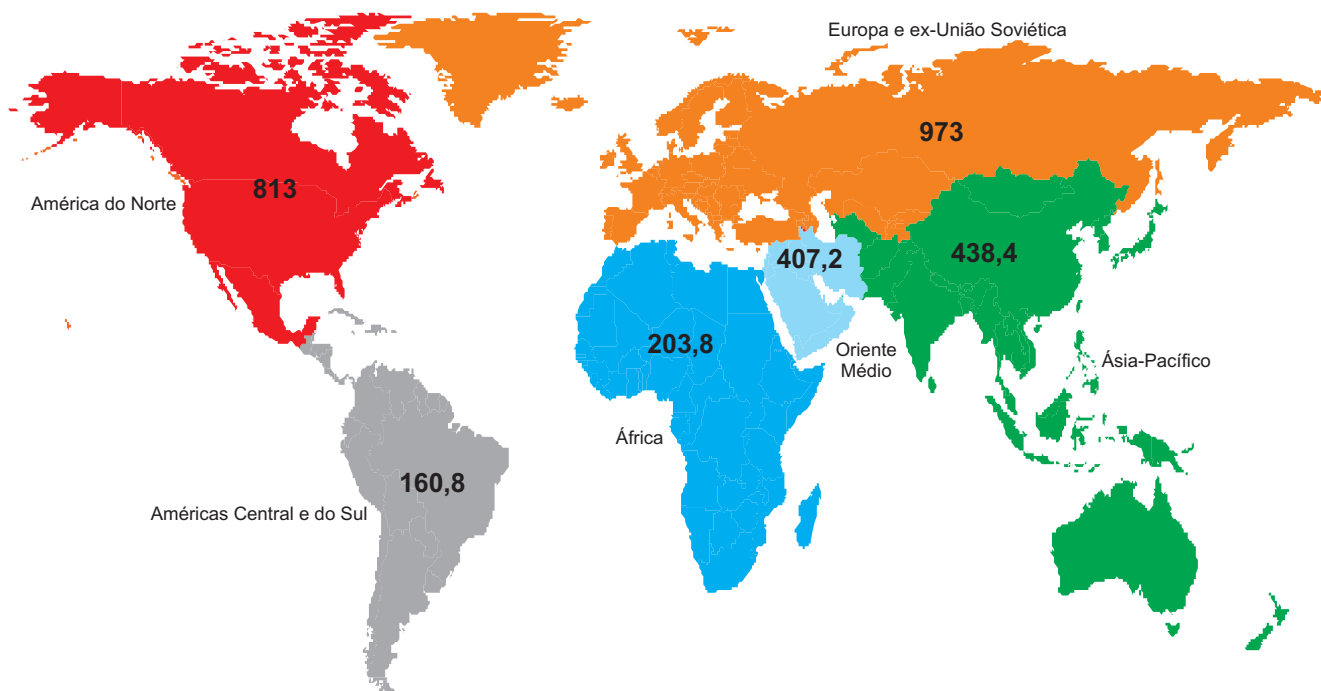 Europa e ex-União Soviética
973
América do Norte
813
407,2
438,4
203,8
Oriente
Médio
Ásia-Pacífico
África
160,8
Américas Central e do Sul